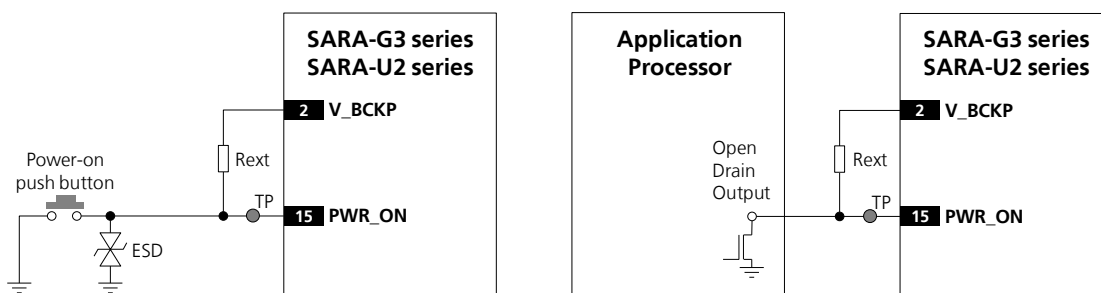 SARA-G3 series
SARA-U2 series
2 V_BCKP
Power-on
push button
Rext
TP
15 PWR_ON
ESD
Application
Processor
Open
Drain
Output
SARA-G3 series
SARA-U2 series
2 V_BCKP
Rext
TP
15 PWR_ON